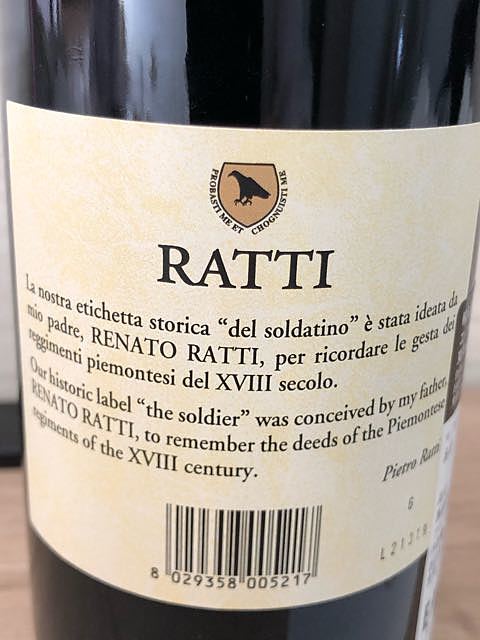 PROBASTI ME ET CHOGNUISTI ME
RATTI
La nostra etichetta storica "del soldatino" è stata ideata da
mio padre, RENATO RATTI, per ricordare le gesta dei
reggimenti piemontesi del XVIII secolo.
Our historic label "the soldier" was conceived by my father,
RENATO RATTI, to remember the deeds of the Piemontese
regiments of the XVIII century.
Pietro Ratti
6
8 029358 005217